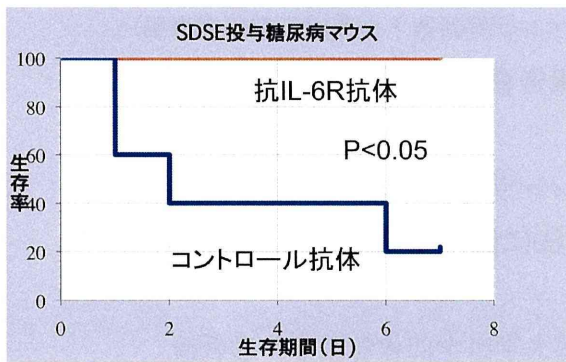 SDSE投与糖尿病マウス
100
80
60
40
20
0
生存率
抗IL-6R抗体
P<0.05
コントロール抗体
0 2 4 6 8
生存期間(日)